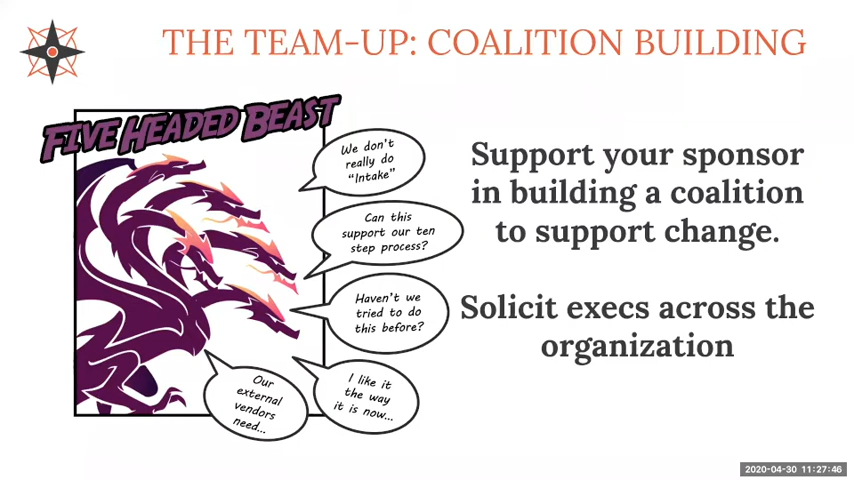 THE TEAM-UP: COALITION BUILDING
FIVE HEADED BEAST
We don't
really do
"Intake"
Can this
support our ten
step process?
Haven't we
tried to do
this before?
I like it
the way
it is now...
Our
external
vendors
need...
Support your sponsor
in building a coalition
to support change.
Solicit execs across the
organization
2020-04-30 11:27:46